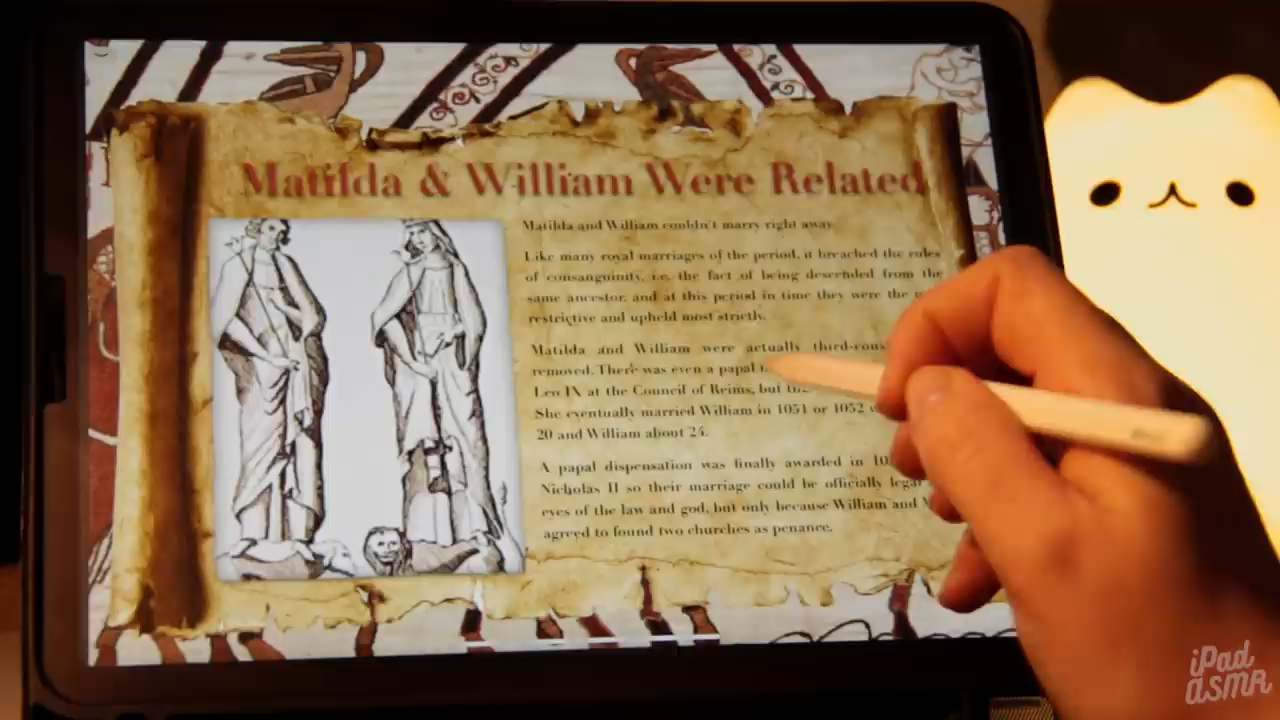 Matilda & William Were Related
Matilda and William couldn't marry right away.
Like many royal marriages of the period, it breached the rules
of consanguinity, i.e. the fact of being descended from the
same ancestor, and at this period in time they were the
restrictive and upheld most strictly.
Matilda and William were actually
removed. There was even a papal
Leo IX at the Council of Reims, but
She eventually married William in 1051 or 1052
20 and William about 24.
A papal dispensation was finally awarded in
Nicholas II so their marriage could be officially
eyes of the law and god, but only because William and
agreed to found two churches as penance.
iPad
ASMR